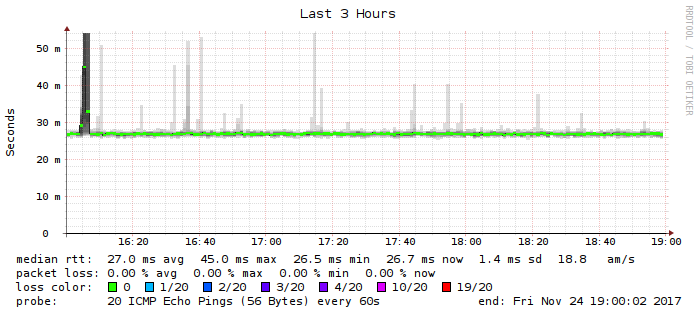 Last 3 Hours
RRDTOOL / TOBI OETIKER
Seconds
50 m
40 m
30 m
20 m
10 m
0
16:20 16:40 17:00 17:20 17:40 18:00 18:20 18:40 19:00
median rtt: 27.0 ms avg 45.0 ms max 26.5 ms min 26.7 ms now 1.4 ms sd 18.8 am/s
packet loss: 0.00 % avg 0.00 % max 0.00 % min 0.00 % now
loss color: 0 1/20 2/20 3/20 4/20 10/20 19/20
probe: 20 ICMP Echo Pings (56 Bytes) every 60s end: Fri Nov 24 19:00:02 2017